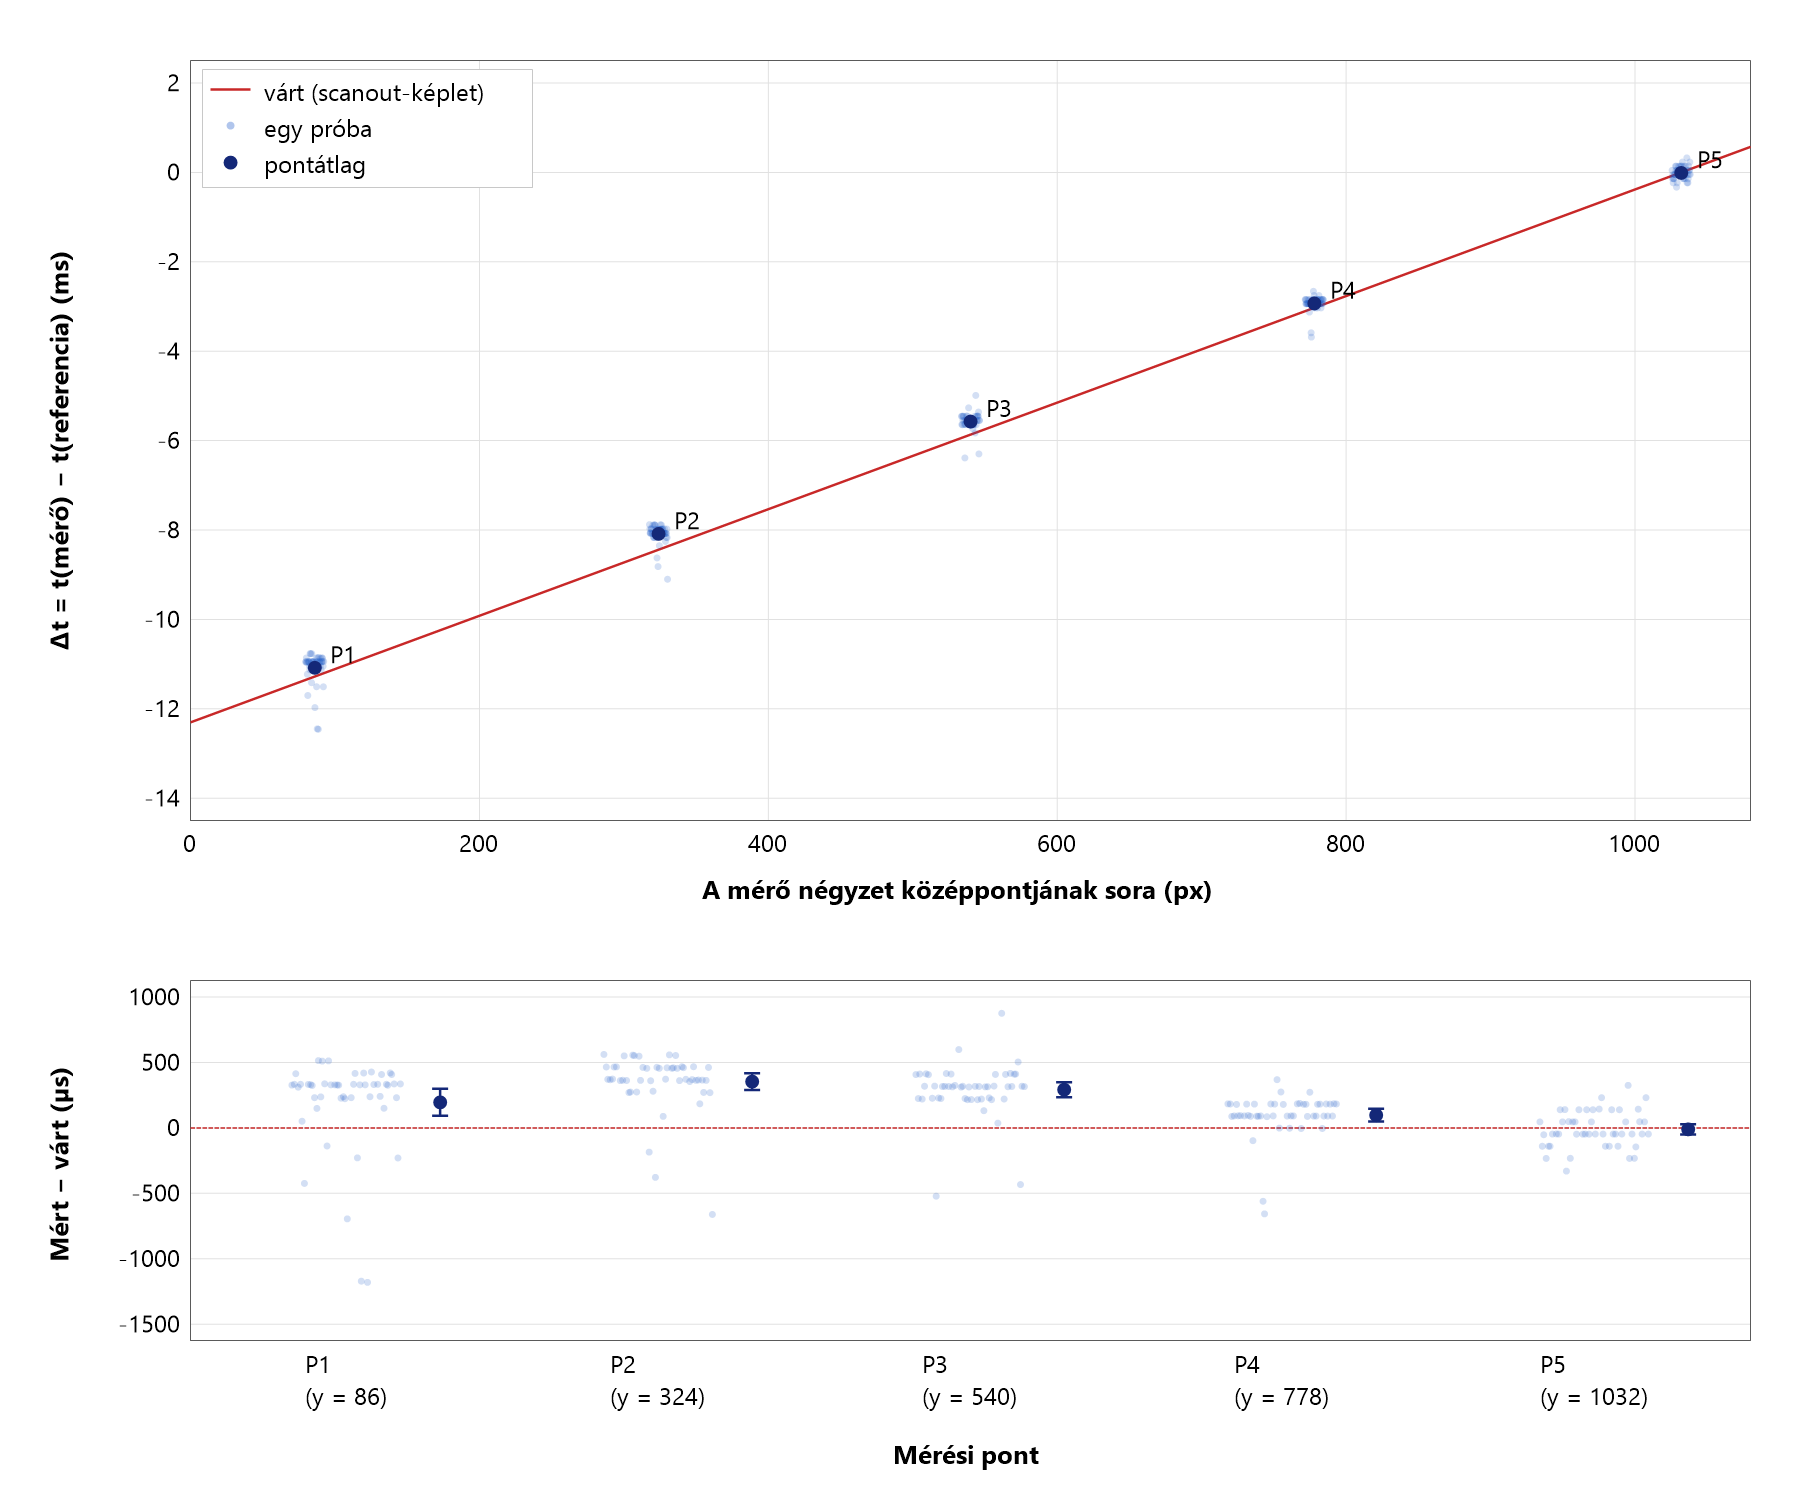 2
0
-2
-4
-6
-8
-10
-12
-14
Δt = t(mérő) − t(referencia) (ms)
várt (scanout-képlet)
egy próba
pontátlag
P1
P2
P3
P4
P5
0
200
400
600
800
1000
A mérő négyzet középpontjának sora (px)
1000
500
0
-500
-1000
-1500
Mért − várt (µs)
P1
(y = 86)
P2
(y = 324)
P3
(y = 540)
P4
(y = 778)
P5
(y = 1032)
Mérési pont